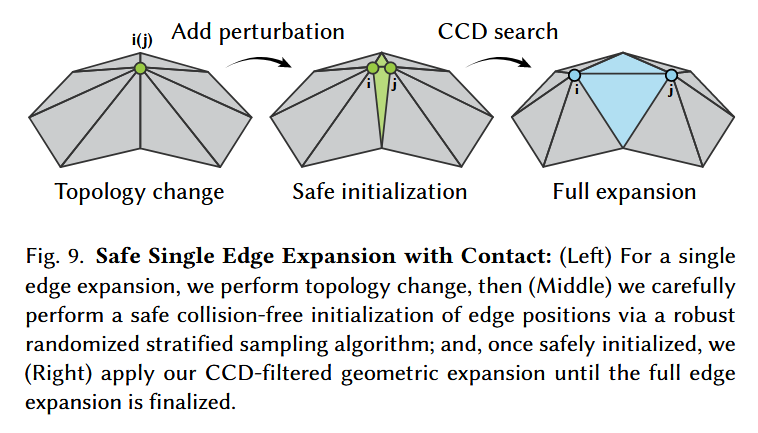 Add perturbation
CCD search
i(j)
i
j
i
j
Topology change
Safe initialization
Full expansion
Fig. 9. Safe Single Edge Expansion with Contact: (Left) For a single
edge expansion, we perform topology change, then (Middle) we carefully
perform a safe collision-free initialization of edge positions via a robust
randomized stratified sampling algorithm; and, once safely initialized, we
(Right) apply our CCD-filtered geometric expansion until the full edge
expansion is finalized.